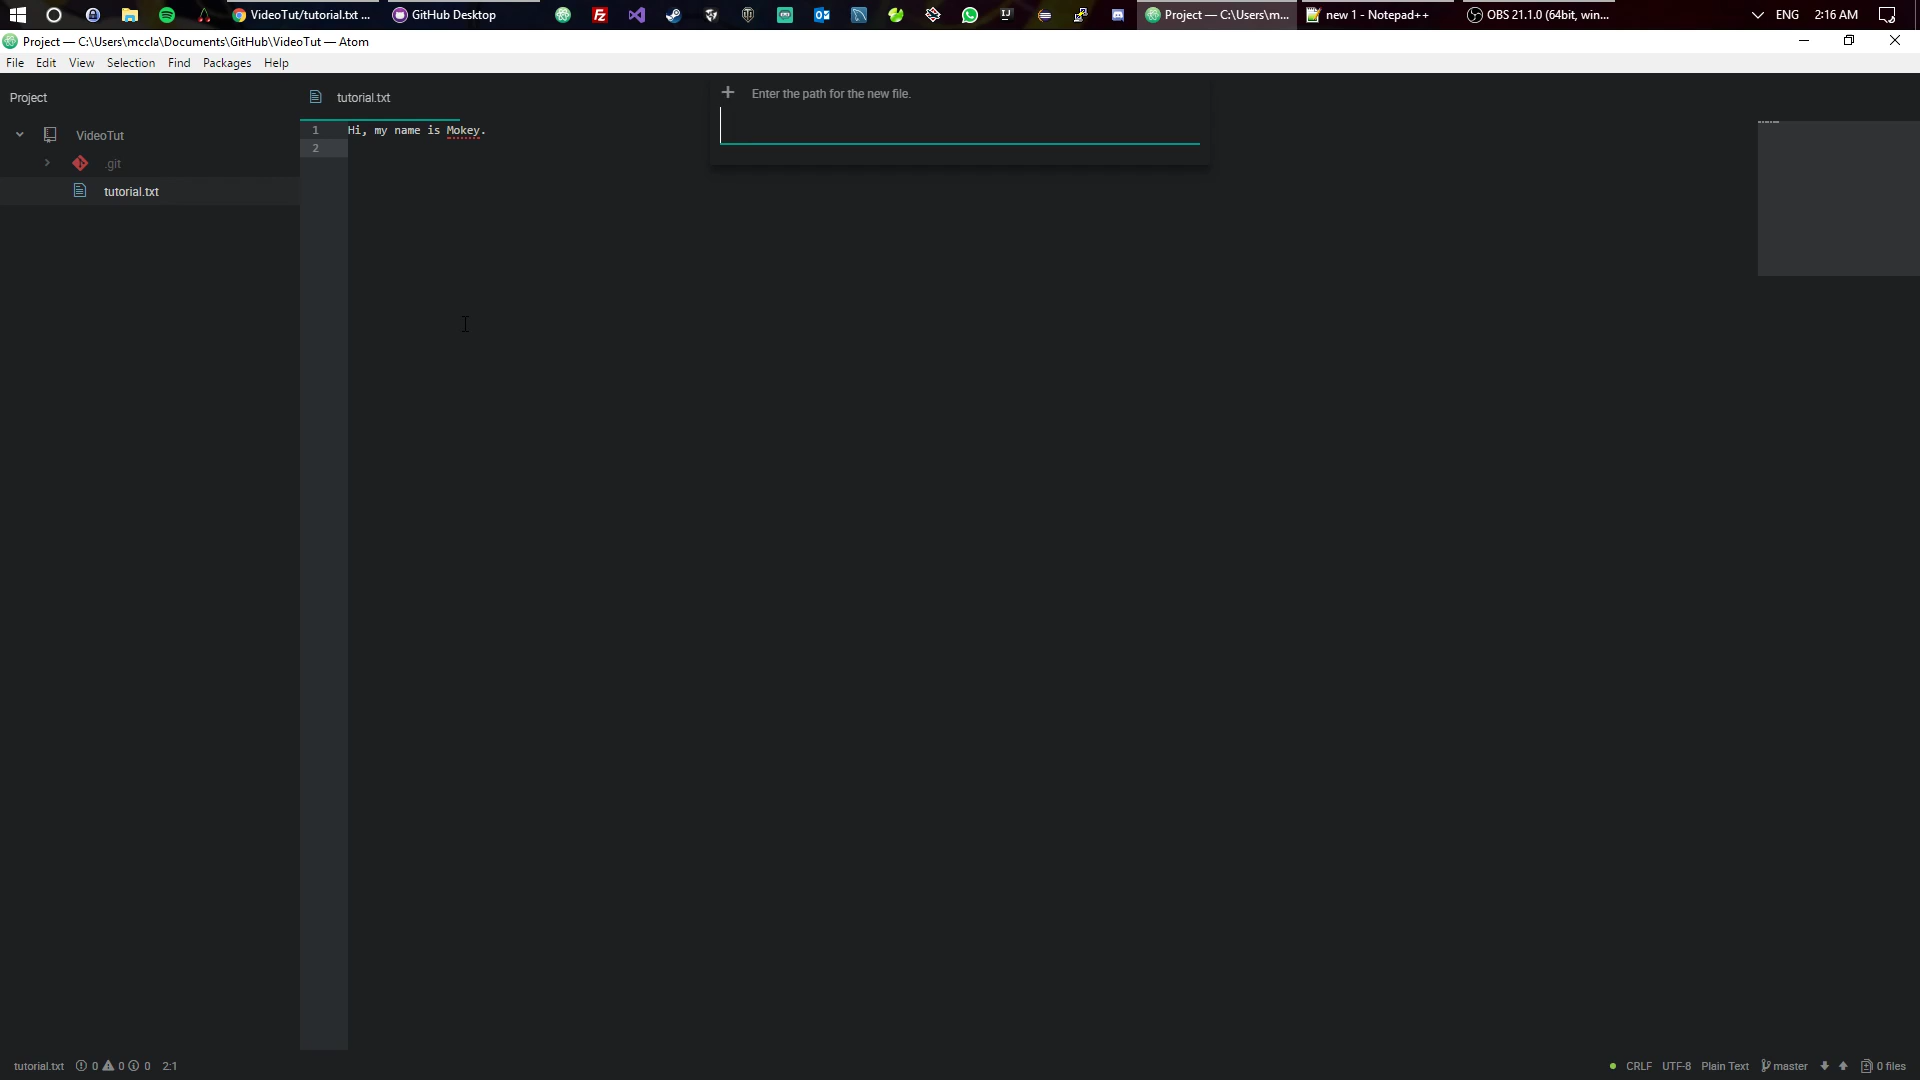 VideoTut/tutorial.txt ...
GitHub Desktop
Project — C:\Users\m...
new 1 - Notepad++
OBS 21.1.0 (64bit, win...
ENG
2:16 AM
Project — C:\Users\mccla\Documents\GitHub\VideoTut — Atom
File Edit View Selection Find Packages Help
Project
tutorial.txt
Enter the path for the new file.
1 Hi, my name is Mokey.
2
VideoTut
.git
tutorial.txt
tutorial.txt 0 0 0 2:1
CRLF UTF-8 Plain Text master 0 files